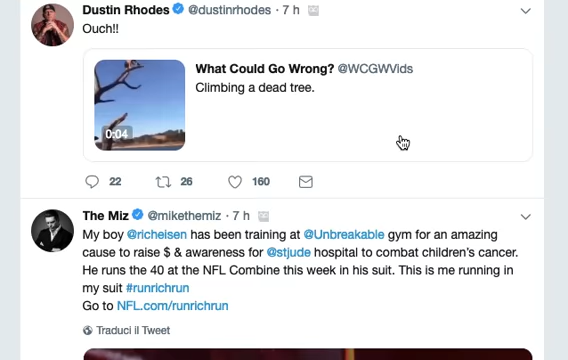 Dustin Rhodes @dustinrhodes · 7 h
Ouch!!
What Could Go Wrong? @WCGWVids
Climbing a dead tree.
0:04
22 26 160
The Miz @mikethemiz · 7 h
My boy @richeisen has been training at @Unbreakable gym for an amazing
cause to raise $ & awareness for @stjude hospital to combat children's cancer.
He runs the 40 at the NFL Combine this week in his suit. This is me running in
my suit #runrichrun
Go to NFL.com/runrichrun
Traduci il Tweet